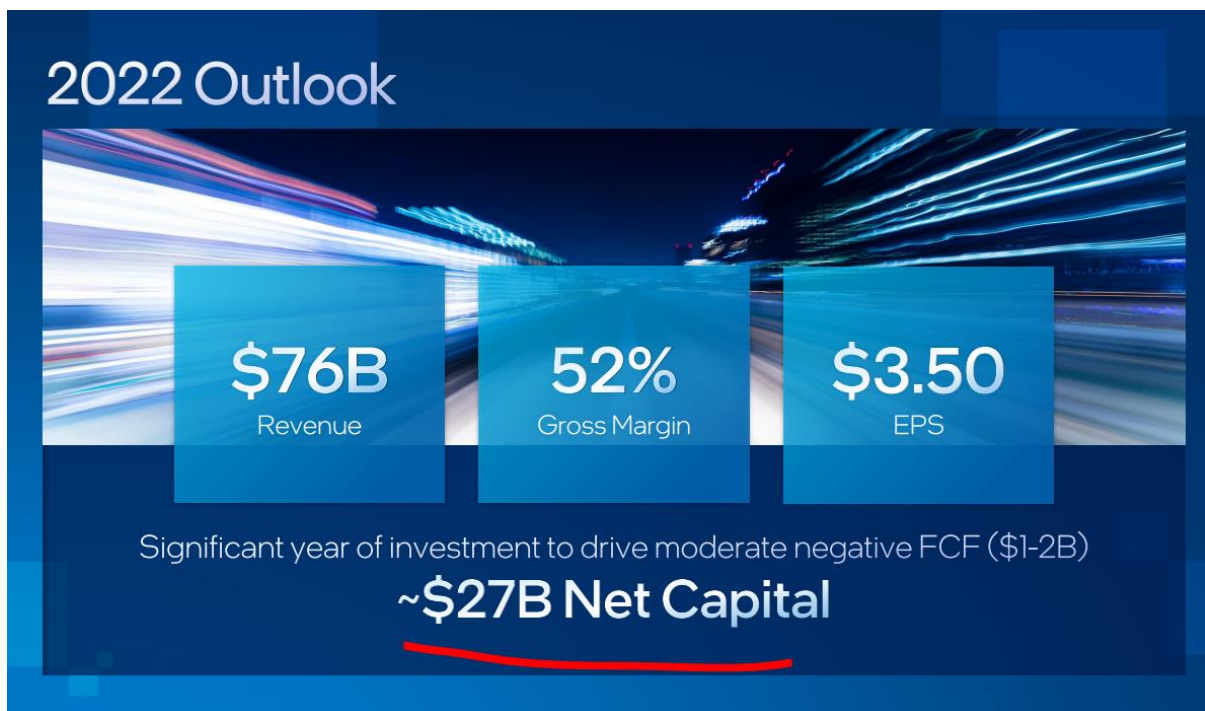 2022 Outlook
$76B
Revenue
52%
Gross Margin
$3.50
EPS
Significant year of investment to drive moderate negative FCF ($1-2B)
~$27B Net Capital